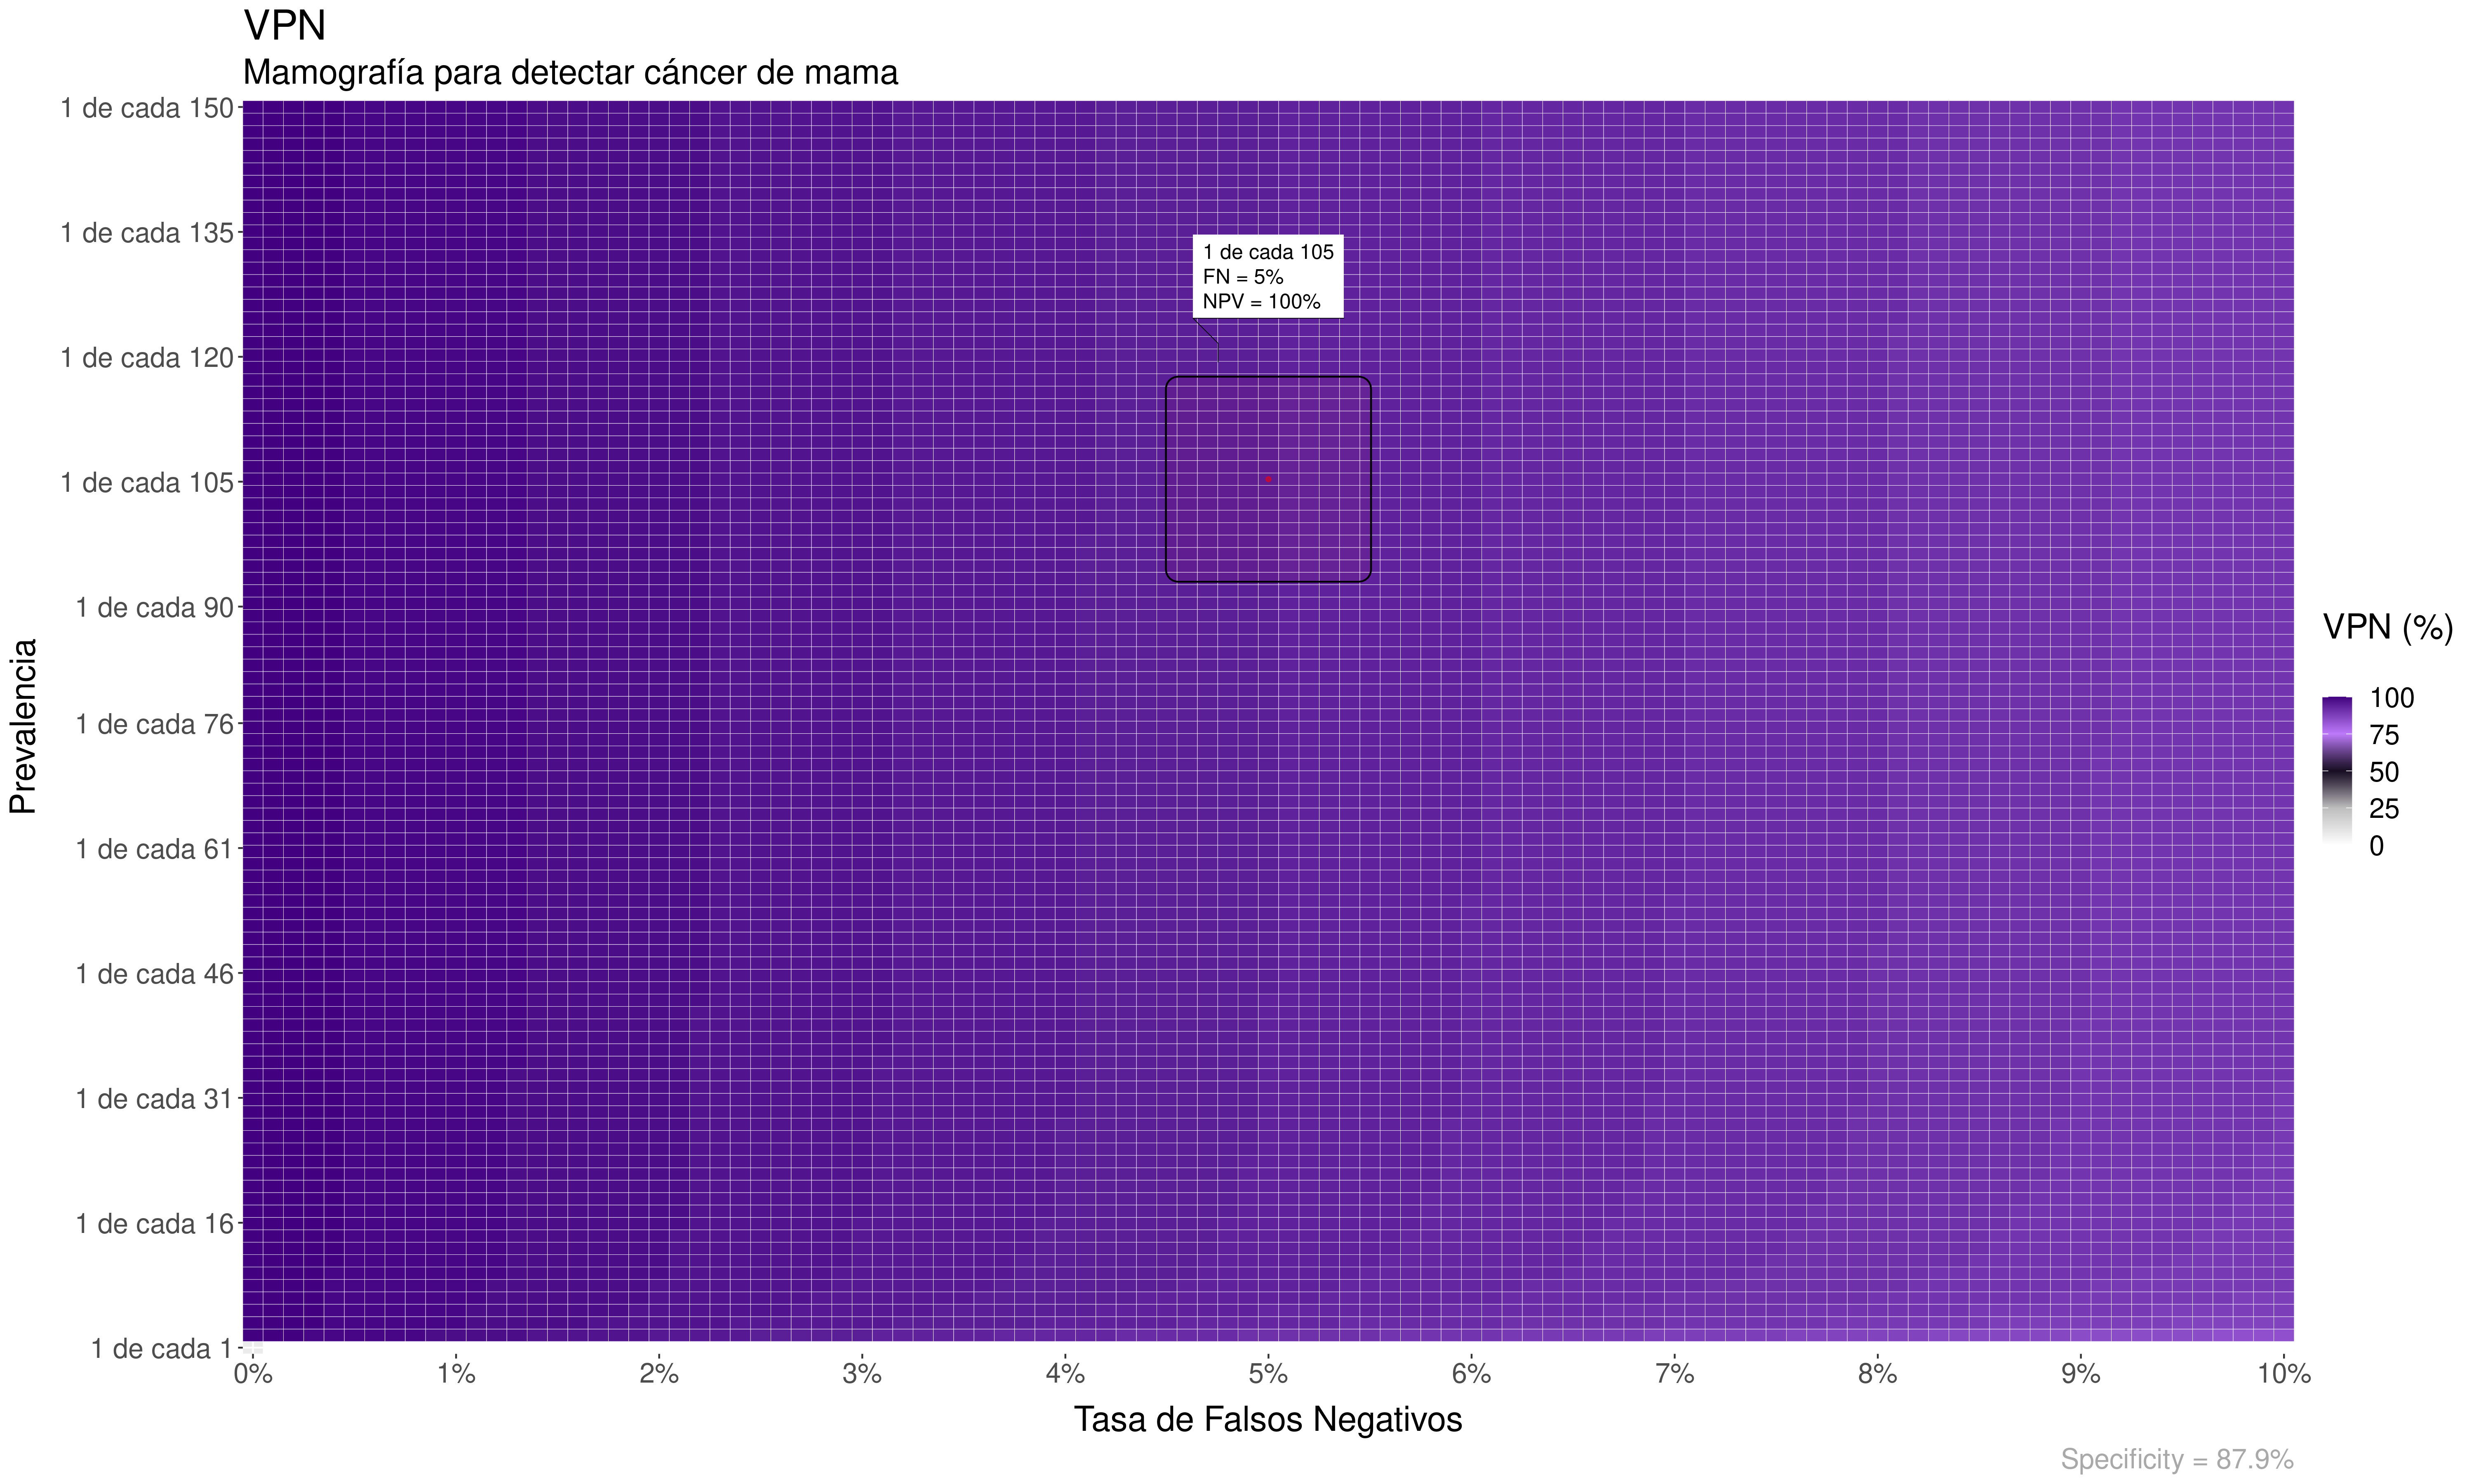 VPN
Mamografía para detectar cáncer de mama
1 de cada 150
1 de cada 135
1 de cada 120
1 de cada 105
1 de cada 90
1 de cada 76
1 de cada 61
1 de cada 46
1 de cada 31
1 de cada 16
1 de cada 1
Prevalencia
1 de cada 105
FN = 5%
NPV = 100%
VPN (%)
100
75
50
25
0
0% 1% 2% 3% 4% 5% 6% 7% 8% 9% 10%
Tasa de Falsos Negativos
Specificity = 87.9%